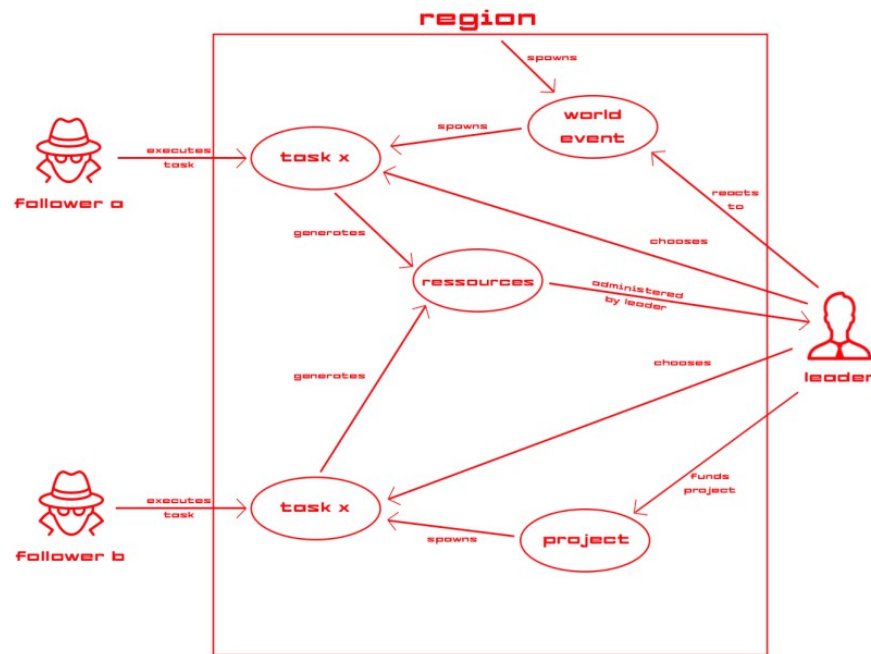 region
spawns
world
event
spawns
executes
task
task x
follower a
reacts
to
generates
chooses
ressources
administered
by leader
leader
chooses
generates
funds
project
executes
task
task x
spawns
project
follower b